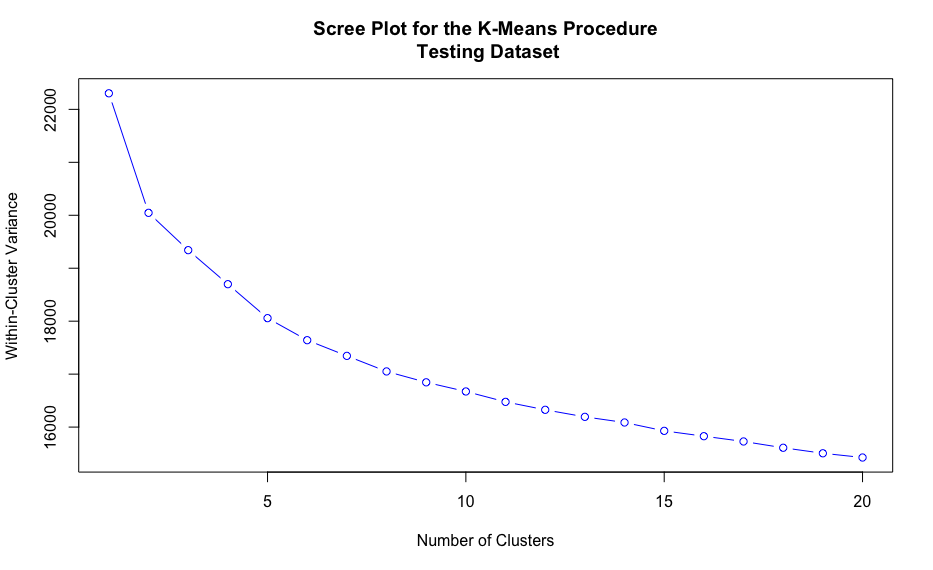 Scree Plot for the K-Means Procedure
Testing Dataset
Within-Cluster Variance
22000
20000
18000
16000
5 10 15 20
Number of Clusters